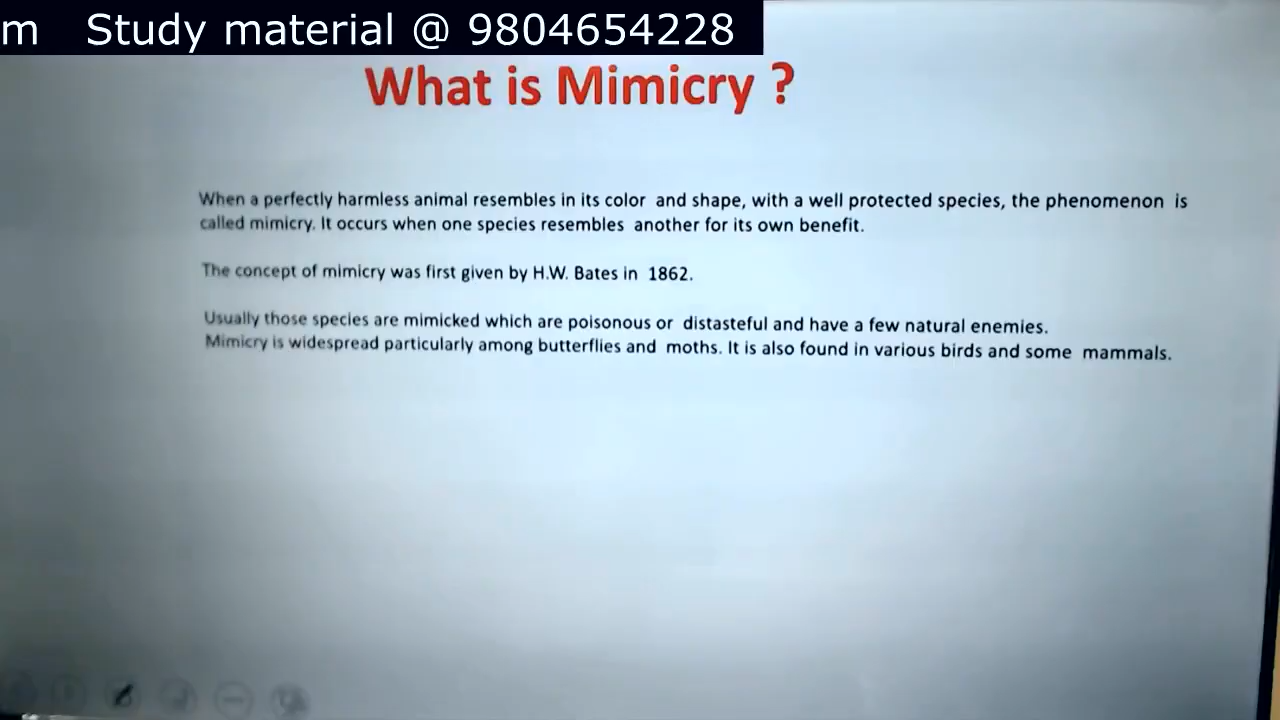 m Study material @ 9804654228
What is Mimicry ?
When a perfectly harmless animal resembles in its color and shape, with a well protected species, the phenomenon is
called mimicry. It occurs when one species resembles another for its own benefit.
The concept of mimicry was first given by H.W. Bates in 1862.
Usually those species are mimicked which are poisonous or distasteful and have a few natural enemies.
Mimicry is widespread particularly among butterflies and moths. It is also found in various birds and some mammals.